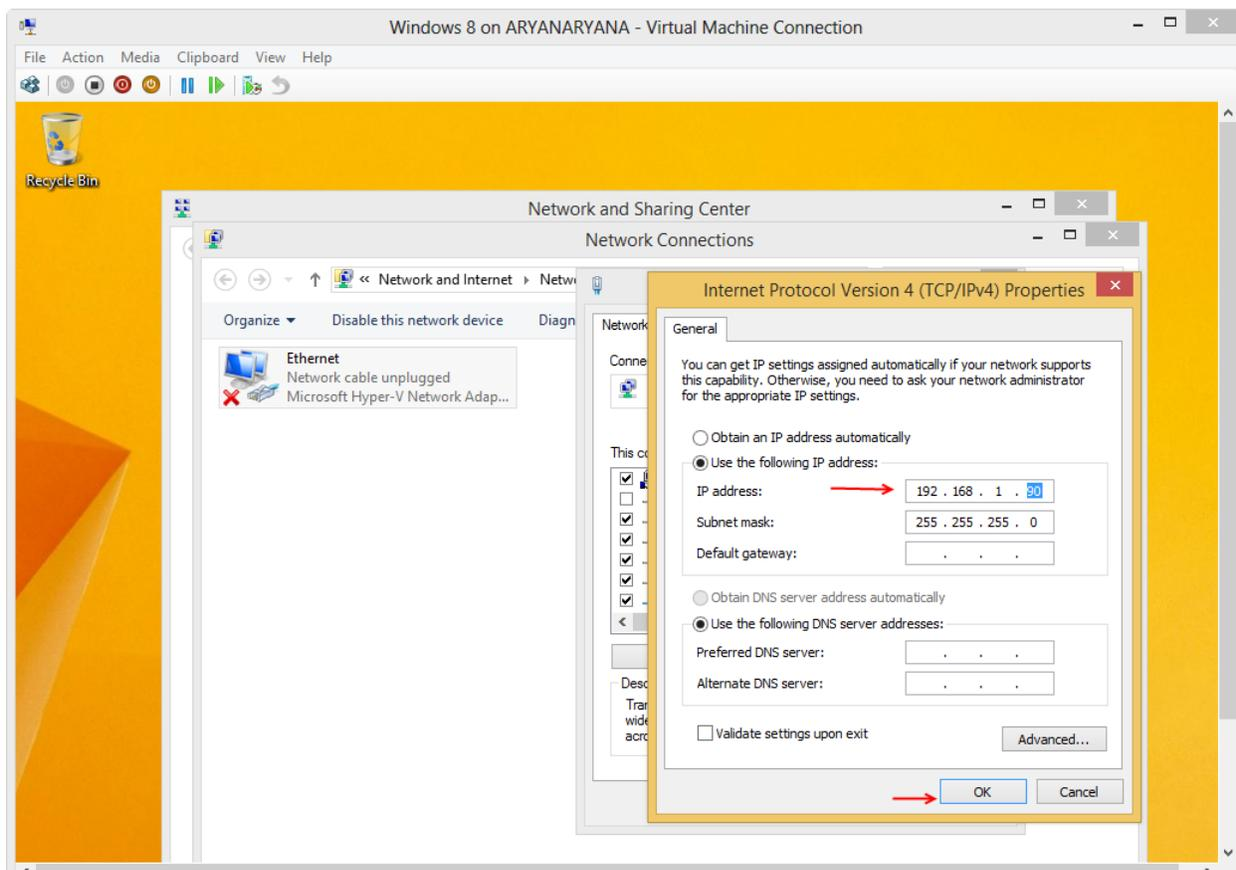 Windows 8 on ARYANARYANA - Virtual Machine Connection
File Action Media Clipboard View Help
Recycle Bin
Network and Sharing Center
Network Connections
« Network and Internet
Internet Protocol Version 4 (TCP/IPv4) Properties
Organize Disable this network device
Network
General
Ethernet
Network cable unplugged
Microsoft Hyper-V Network Adap...
You can get IP settings assigned automatically if your network supports
this capability. Otherwise, you need to ask your network administrator
for the appropriate IP settings.
Obtain an IP address automatically
This
Use the following IP address:
IP address: 192 . 168 . 1 . 90
Subnet mask: 255 . 255 . 255 . 0
Default gateway: . . .
Obtain DNS server address automatically
Use the following DNS server addresses:
Preferred DNS server: . . .
Alternate DNS server: . . .
Validate settings upon exit
Advanced...
OK Cancel